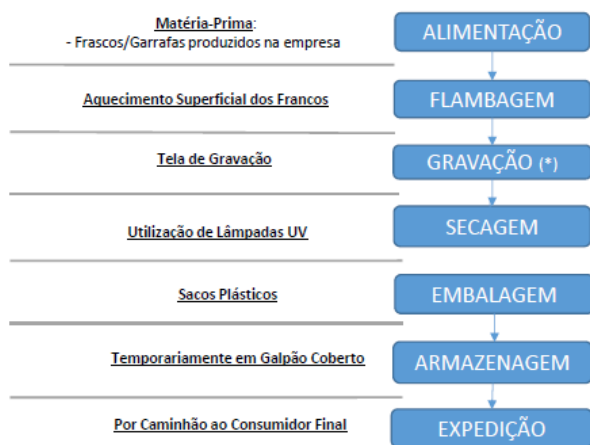 Matéria-Prima:
- Frascos/Garrafas produzidos na empresa
ALIMENTAÇÃO
Aquecimento Superficial dos Francos
FLAMBAGEM
Tela de Gravação
GRAVAÇÃO (*)
Utilização de Lâmpadas UV
SECAGEM
Sacos Plásticos
EMBALAGEM
Temporariamente em Galpão Coberto
ARMAZENAGEM
Por Caminhão ao Consumidor Final
EXPEDIÇÃO